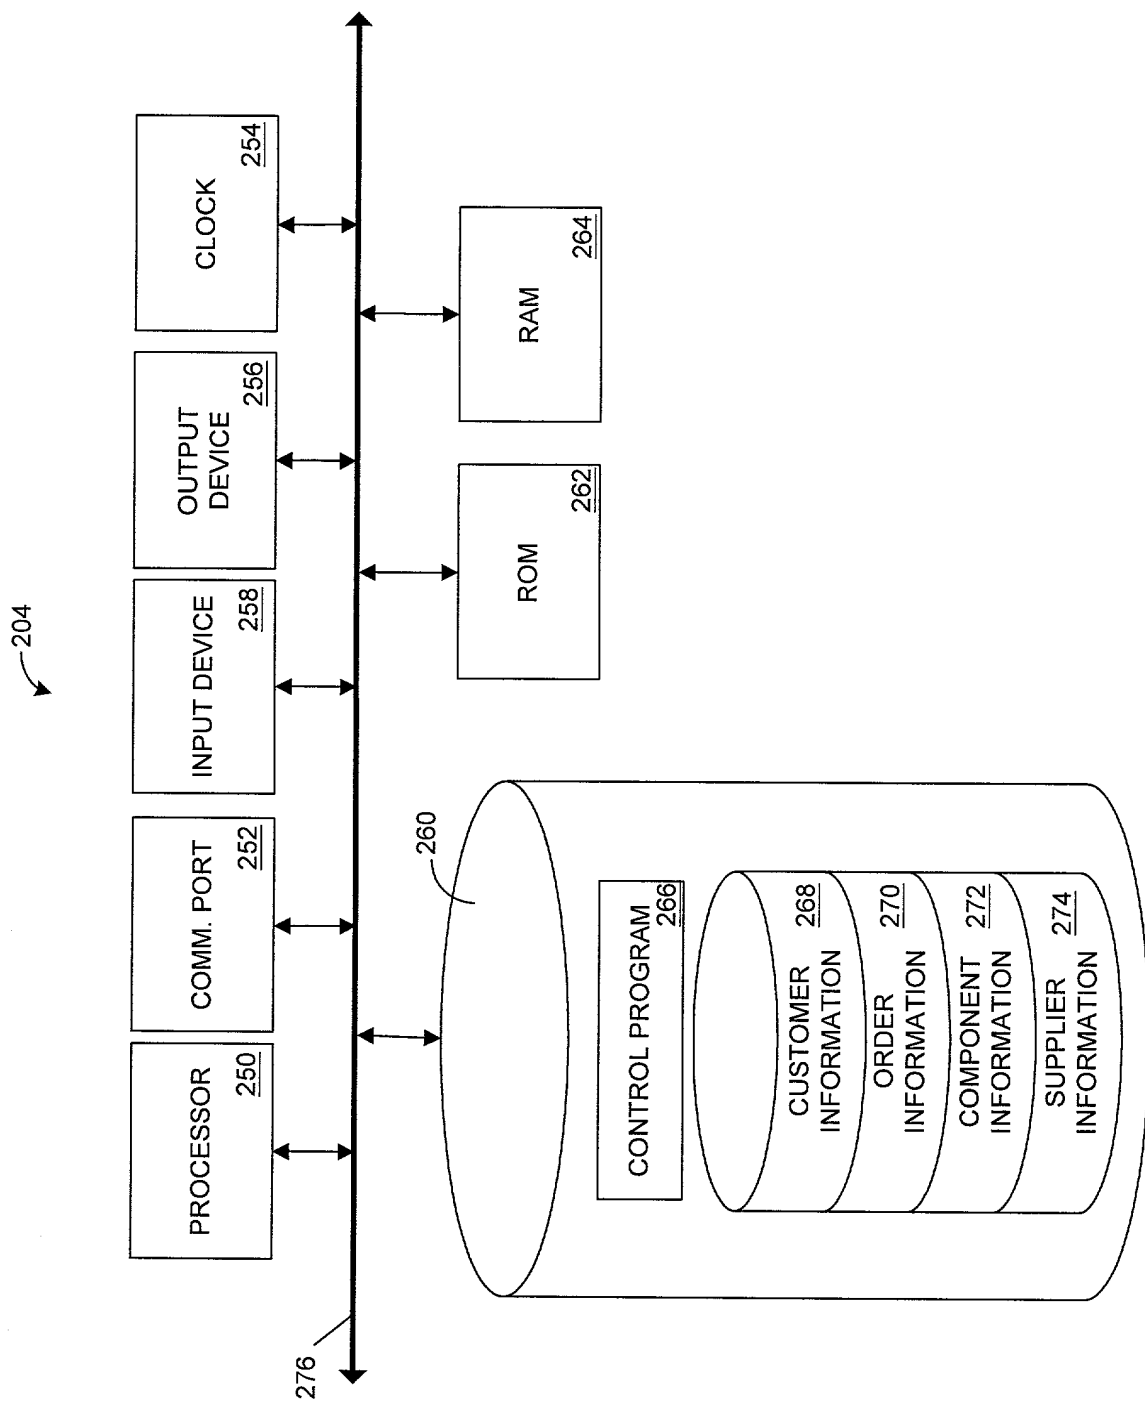 204
PROCESSOR
250
COMM. PORT
252
INPUT DEVICE
258
OUTPUT
DEVICE
256
CLOCK
254
276
260
ROM
262
RAM
264
CONTROL PROGRAM
266
CUSTOMER
INFORMATION
268
ORDER
INFORMATION
270
COMPONENT
INFORMATION
272
SUPPLIER
INFORMATION
274